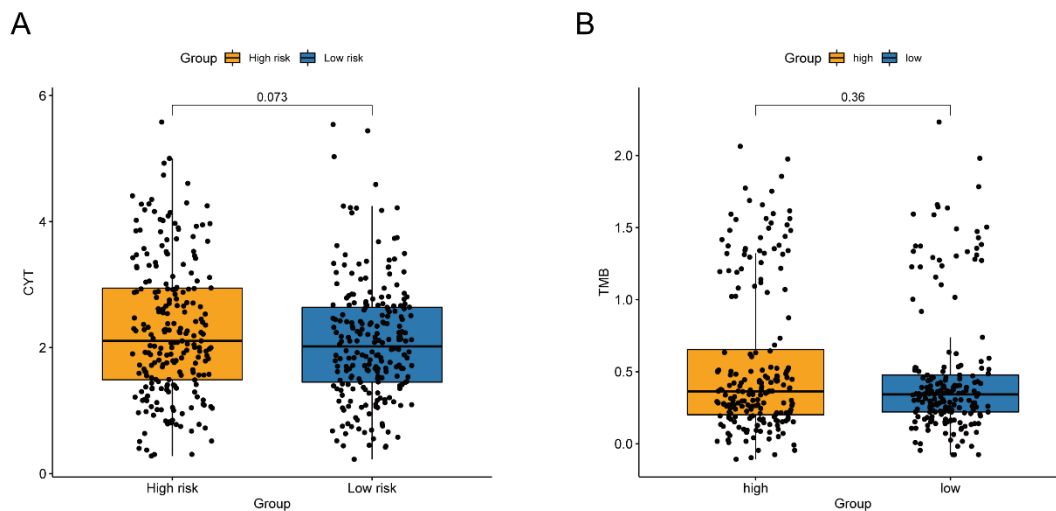 A
Group High risk Low risk
0.073
6
4
2
0
CYT
High risk Low risk
Group
B
Group high low
0.36
2.0
1.5
1.0
0.5
0.0
TMB
high low
Group